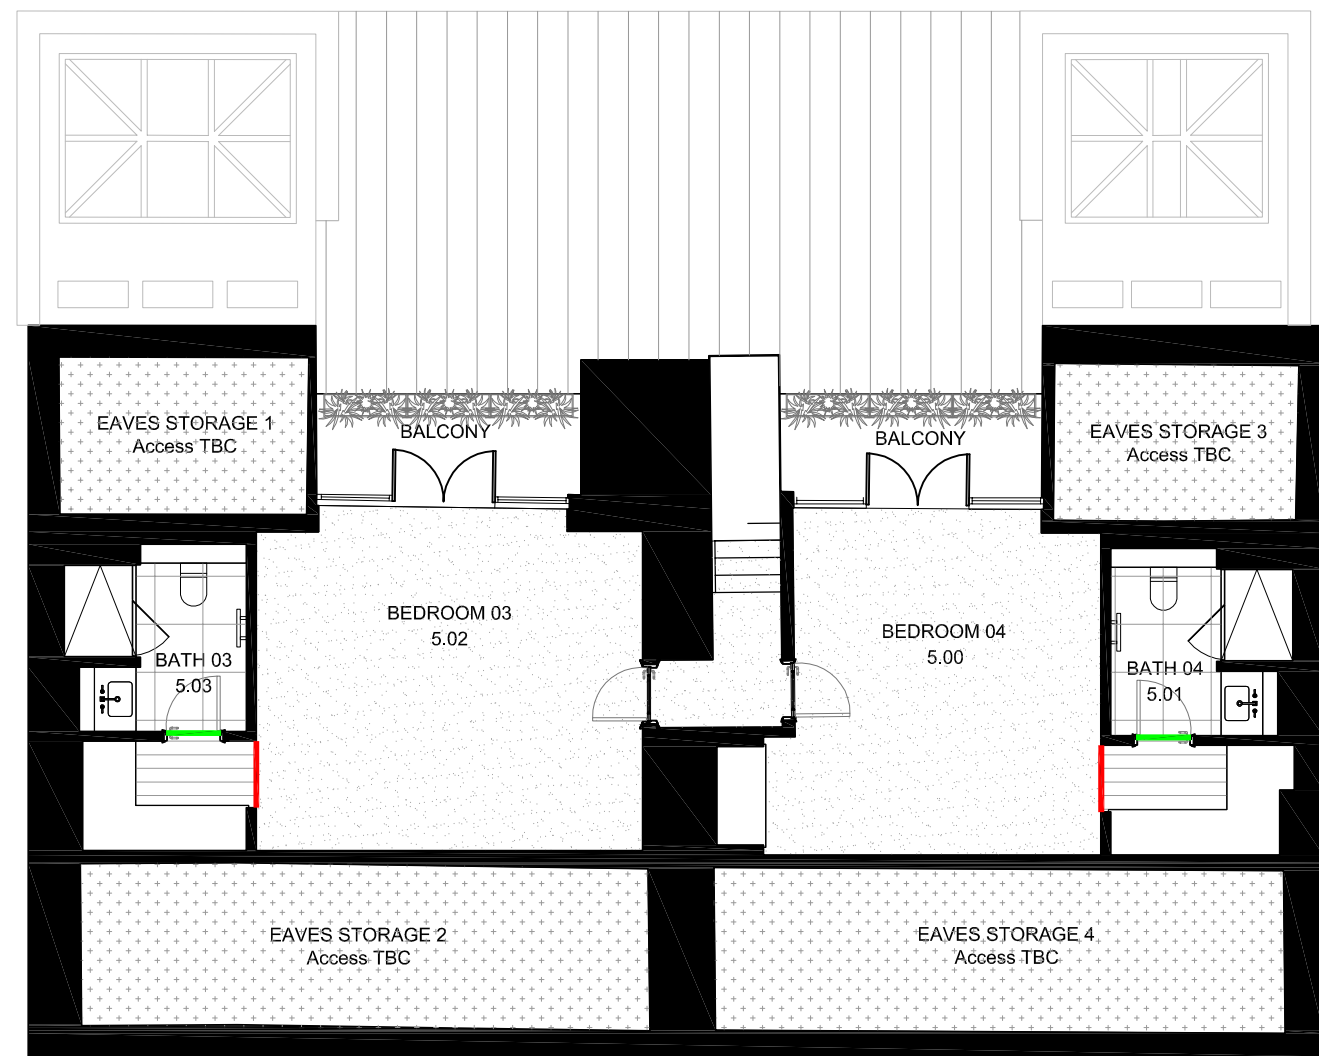 EAVES STORAGE 1
Access TBC
BALCONY
BALCONY
EAVES STORAGE 3
Access TBC
BEDROOM 03
5.02
BEDROOM 04
5.00
BATH 03
5.03
BATH 04
5.01
EAVES STORAGE 2
Access TBC
EAVES STORAGE 4
Access TBC